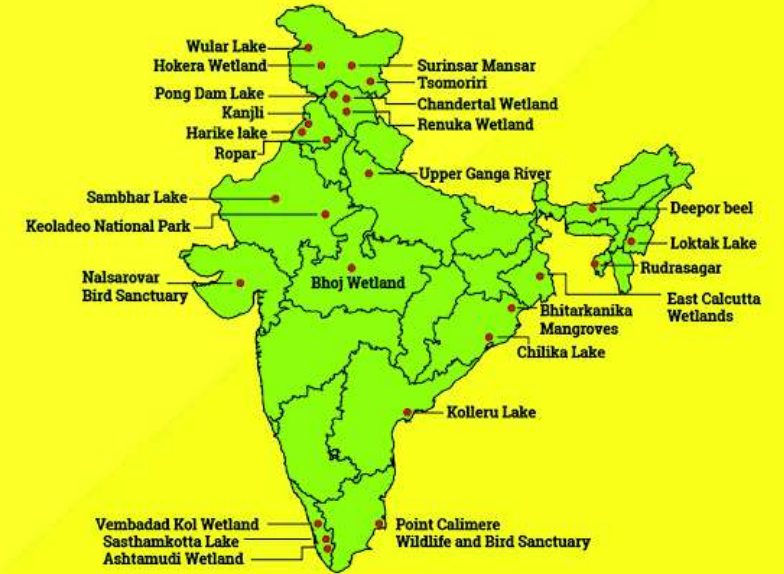 Wular Lake
Hokera Wetland
Surinsar Mansar
Tsomoriri
Pong Dam Lake
Chandertal Wetland
Kanjli
Renuka Wetland
Harike lake
Ropar
Upper Ganga River
Sambhar Lake
Deepor beel
Keoladeo National Park
Loktak Lake
Rudrasagar
Nalsarovar
Bird Sanctuary
Bhoj Wetland
East Calcutta
Wetlands
Bhitarkanika
Mangroves
Chilika Lake
Kolleru Lake
Vembadad Kol Wetland
Sasthamkotta Lake
Ashtamudi Wetland
Point Calimere
Wildlife and Bird Sanctuary